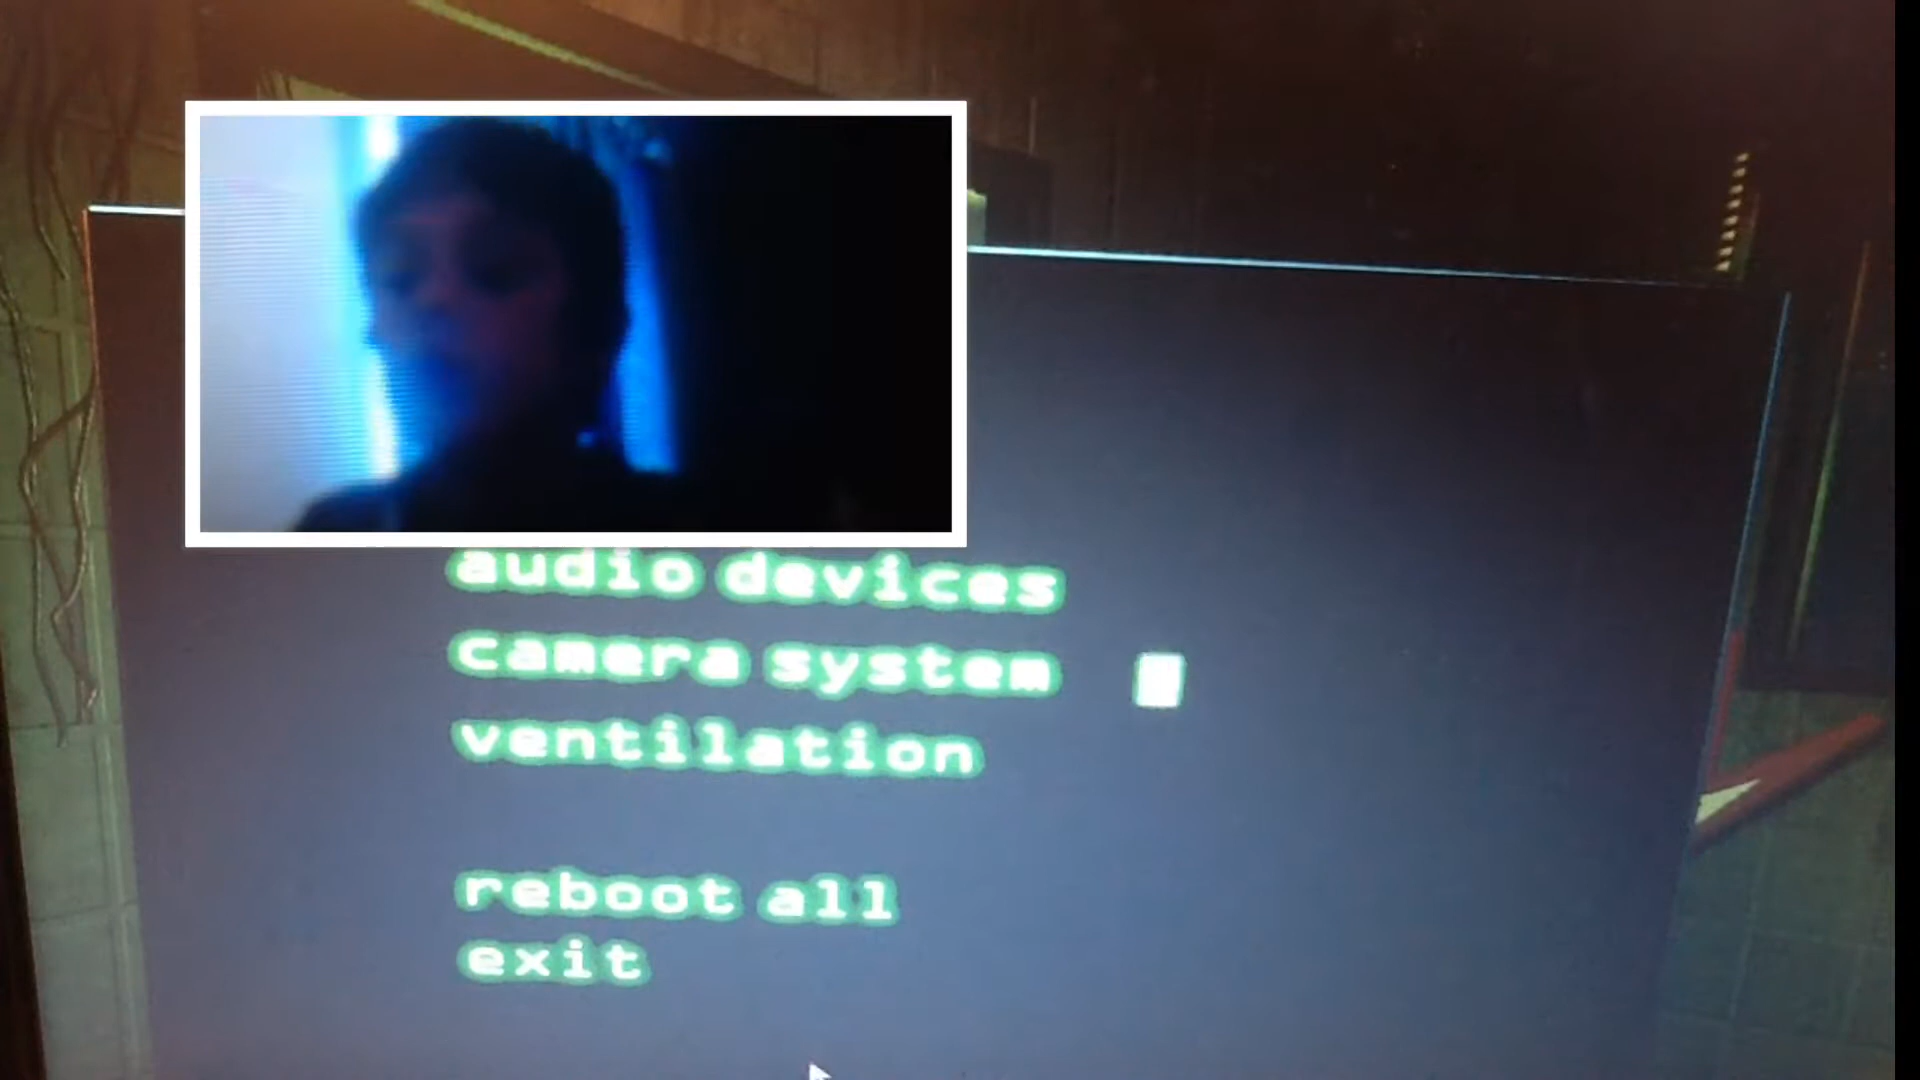 audio devices
camera system
ventilation
reboot all
exit